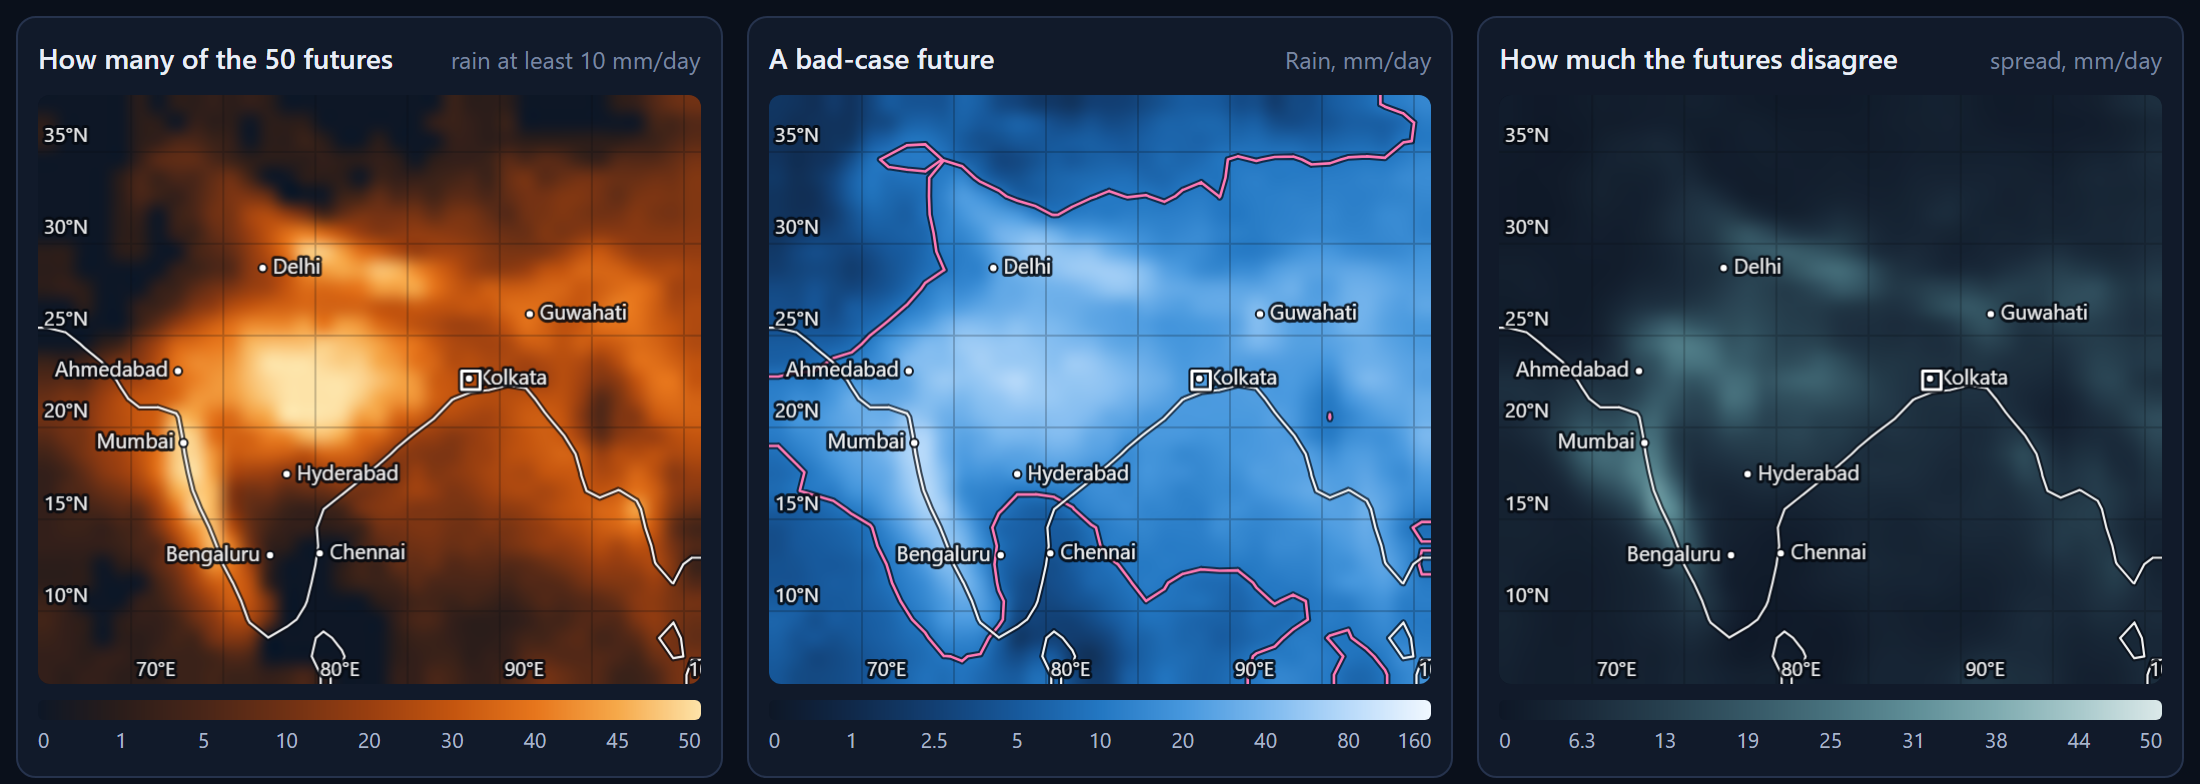 How many of the 50 futures
rain at least 10 mm/day
35°N
30°N
Delhi
Guwahati
25°N
Ahmedabad
Kolkata
20°N
Mumbai
Hyderabad
15°N
Bengaluru
Chennai
10°N
70°E 80°E 90°E
0 1 5 10 20 30 40 45 50
A bad-case future
Rain, mm/day
35°N
30°N
Delhi
Guwahati
25°N
Ahmedabad
Kolkata
20°N
Mumbai
Hyderabad
15°N
Bengaluru
Chennai
10°N
70°E 80°E 90°E
0 1 2.5 5 10 20 40 80 160
How much the futures disagree
spread, mm/day
35°N
30°N
Delhi
Guwahati
25°N
Ahmedabad
Kolkata
20°N
Mumbai
Hyderabad
15°N
Bengaluru
Chennai
10°N
70°E 80°E 90°E
0 6.3 13 19 25 31 38 44 50